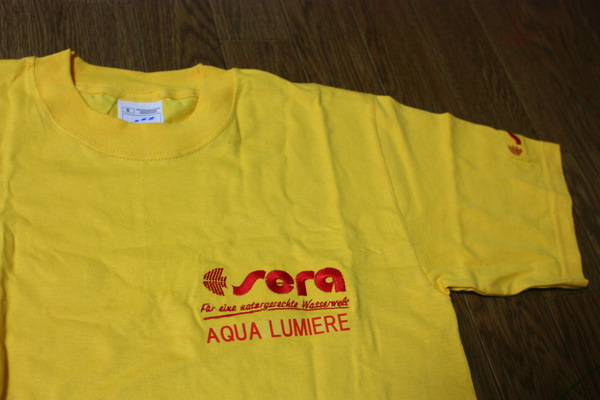 sera
Für eine naturgerechte Wasserwelt
AQUA LUMIERE